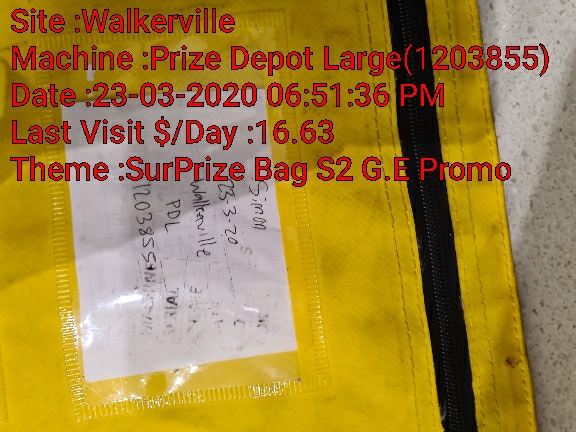 Site :Walkerville
Machine :Prize Depot Large(1203855)
Date :23-03-2020 06:51:36 PM
Last Visit $/Day :16.63
Theme :SurPrize Bag S2 G.E Promo
Simon
23-3-20
Walkerville
PDL
1203855